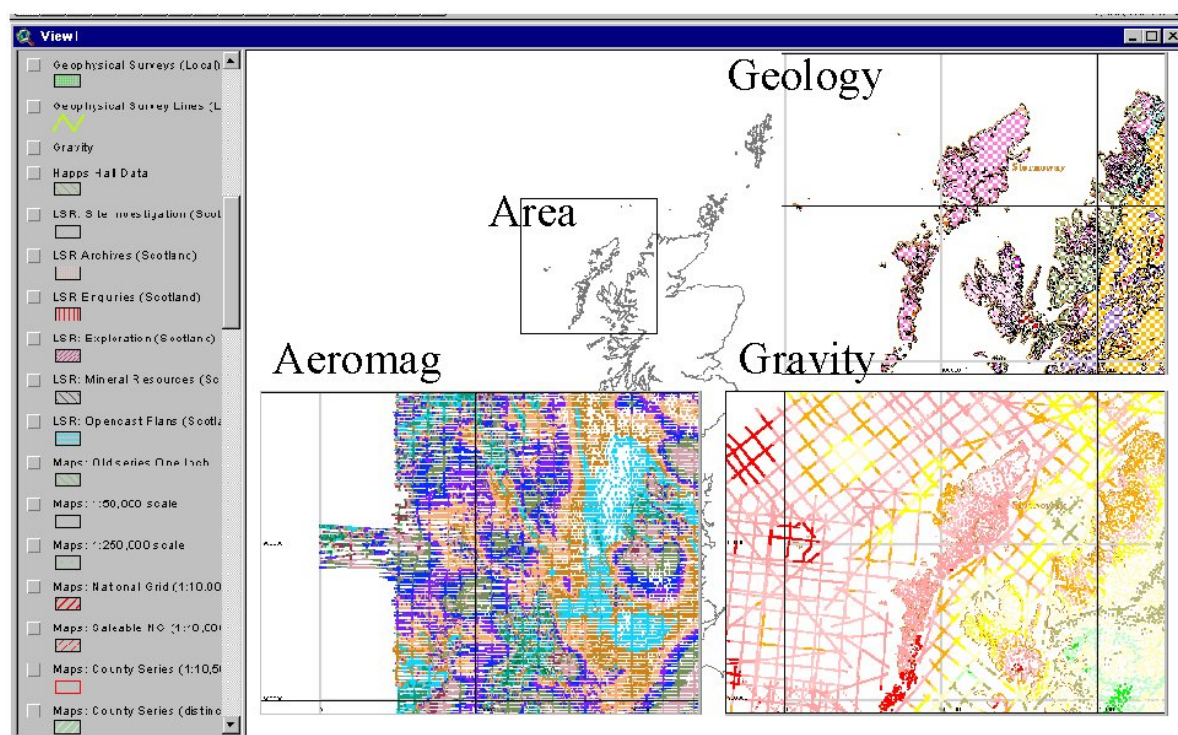 View1
Geophysical Surveys (Local)
Geophysical Survey Lines (L
Gravity
Happs Hall Data
LSR: Site Investigation (Scot
LSR Archives (Scotland)
LSR Enquries (Scotland)
LSR: Exploration (Scotland)
LSR: Mineral Resources (Sc
LSR: Opencast Plans (Scotla
Maps: Old series One Inch
Maps: 1:50,000 scale
Maps: 1:250,000 scale
Maps: National Grid (1:10,00
Maps: Saleable NG (1:10,00
Maps: County Series (1:10,56
Maps: County Series (distinc
Geology
Stornoway
Area
Aeromag
Gravity